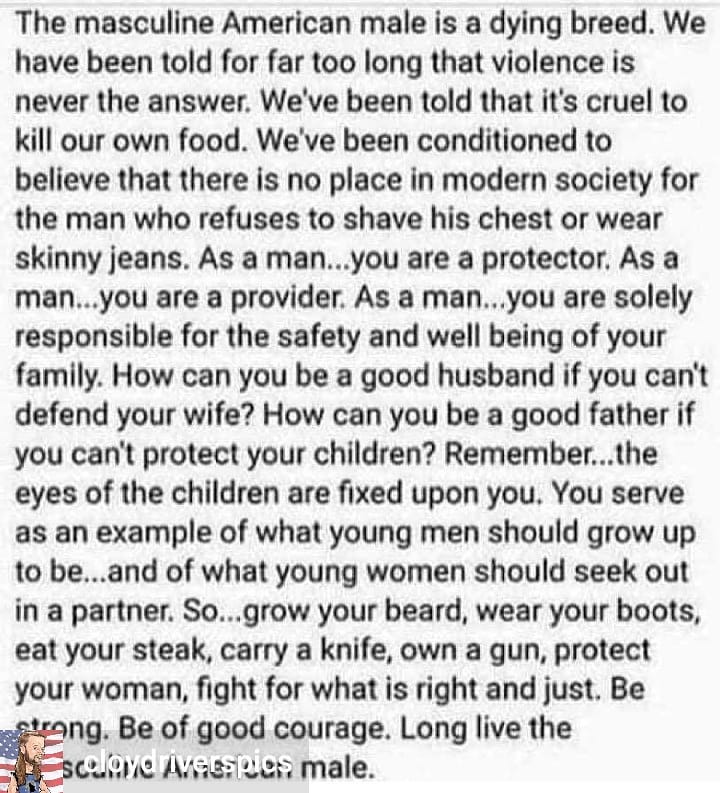 The masculine American male is a dying breed. We
have been told for far too long that violence is
never the answer. We've been told that it's cruel to
kill our own food. We've been conditioned to
believe that there is no place in modern society for
the man who refuses to shave his chest or wear
skinny jeans. As a man...you are a protector. As a
man...you are a provider. As a man...you are solely
responsible for the safety and well being of your
family. How can you be a good husband if you can't
defend your wife? How can you be a good father if
you can't protect your children? Remember...the
eyes of the children are fixed upon you. You serve
as an example of what young men should grow up
to be...and of what young women should seek out
in a partner. So...grow your beard, wear your boots,
eat your steak, carry a knife, own a gun, protect
your woman, fight for what is right and just. Be
strong. Be of good courage. Long live the
masculine American male.
cloydriverspics